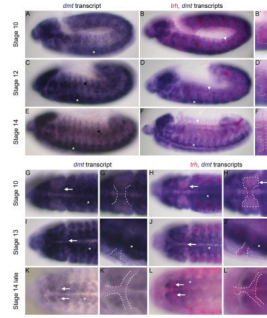 dmt transcript
trh, dmt transcripts
Stage 10
A
B
B'
Stage 12
C
D
D'
Stage 14
E
F
F'
dmt transcript
trh, dmt transcripts
Stage 10
G
G'
H
H'
Stage 13
I
I'
J
J'
Stage 14 late
K
K'
L
L'